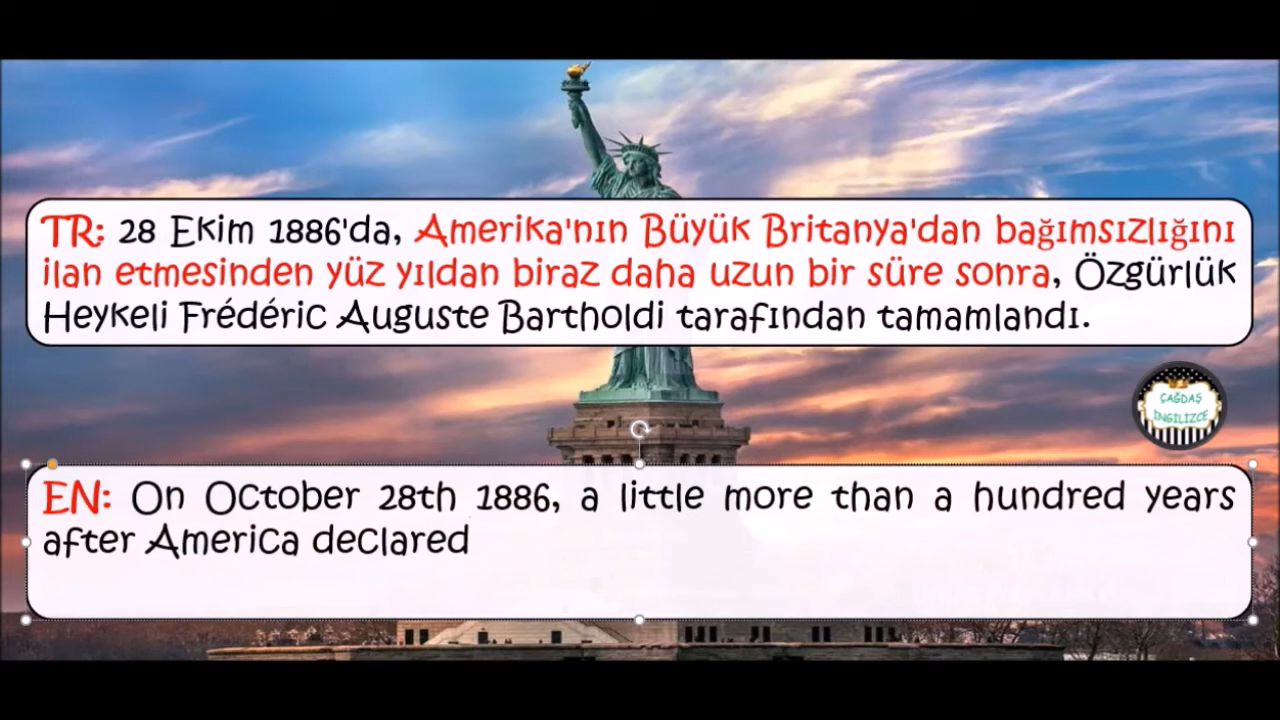 TR: 28 Ekim 1886'da, Amerika'nın Büyük Britanya'dan bağımsızlığını
ilan etmesinden yüz yıldan biraz daha uzun bir süre sonra, Özgürlük
Heykeli Frédéric Auguste Bartholdi tarafından tamamlandı.
ÇAĞDAŞ
İNGİLİZCE
EN: On October 28th 1886, a little more than a hundred years
after America declared